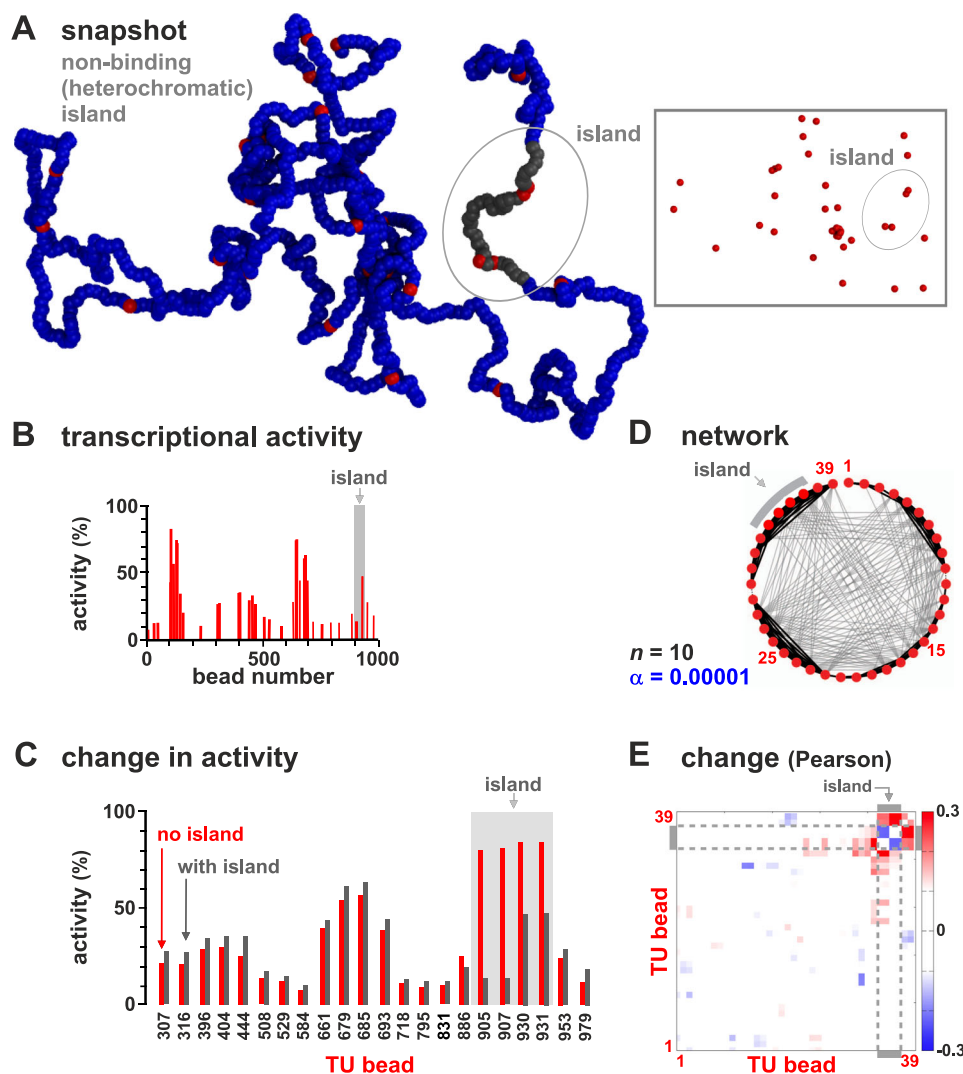 A snapshot
non-binding
(heterochromatic)
island
island
island
B transcriptional activity
island
activity (%)
100
50
0
0
500
1000
bead number
D network
island
39
1
15
25
n = 10
α = 0.00001
C change in activity
island
activity (%)
100
50
0
no island
with island
307 316 396 404 444 508 529 584 661 679 685 693 718 795 831 886 905 907 930 931 953 979
TU bead
E change (Pearson)
island
39
TU bead
1
1
39
TU bead
0.3
0
-0.3